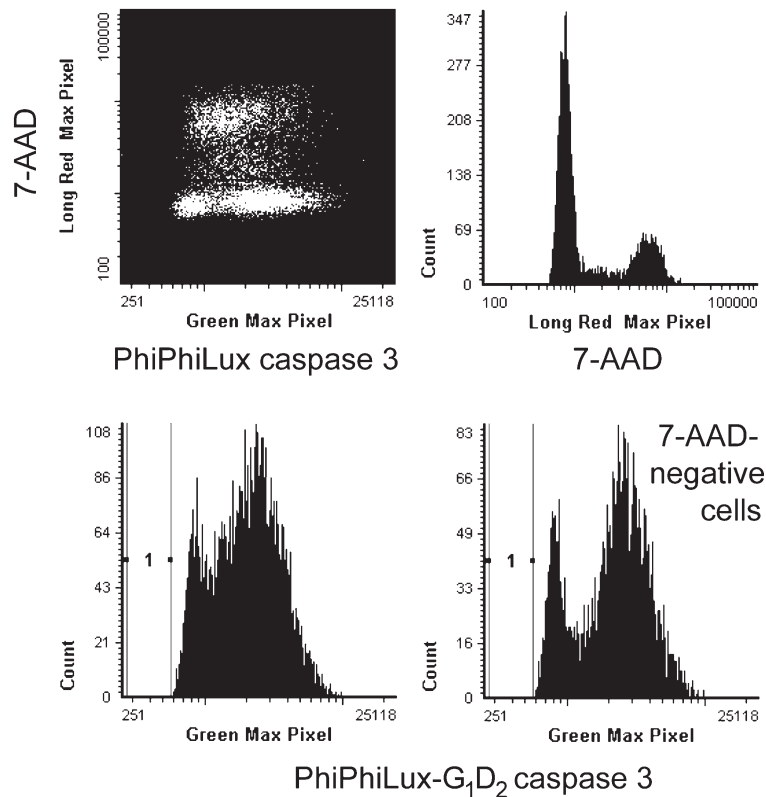 7-AAD
Long Red Max Pixel
100000
100
251
25118
Green Max Pixel
PhiPhiLux caspase 3
347
277
208
138
69
0
Count
100
100000
Long Red Max Pixel
7-AAD
108
86
64
43
21
0
Count
1
251
25118
Green Max Pixel
83
66
49
33
16
0
Count
1
7-AAD-
negative
cells
251
25118
Green Max Pixel
PhiPhiLux-G₁D₂ caspase 3